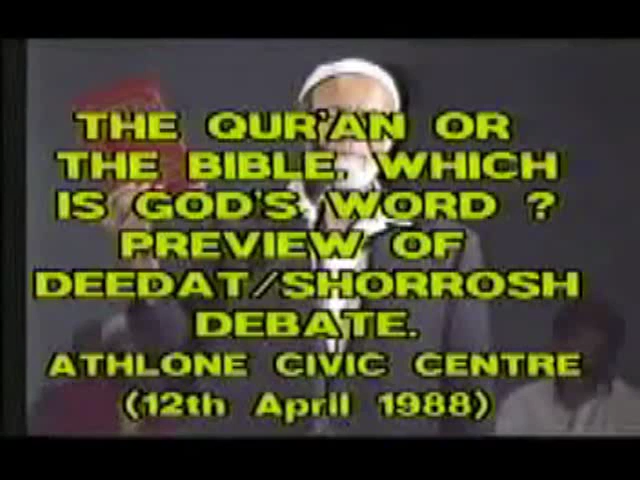 THE QUR'AN OR
THE BIBLE. WHICH
IS GOD'S WORD ?
PREVIEW OF
DEEDAT/SHORROSH
DEBATE.
ATHLONE CIVIC CENTRE
(12th April 1988)